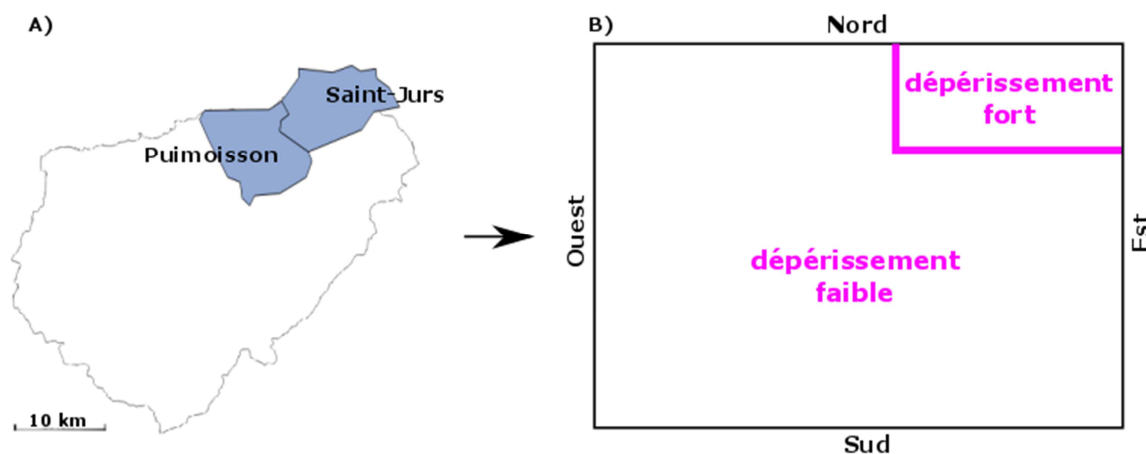 A)
Saint-Jurs
Puimoisson
10 km
B)
Nord
dépérissement
fort
Ouest
Est
dépérissement
faible
Sud